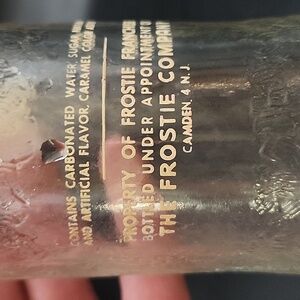 CONTAINS CARBONATED WATER, SUGAR
AND ARTIFICIAL FLAVOR, CARAMEL COLOR
PROPERTY OF FROSTIE FRANCHISE
BOTTLED UNDER APPOINTMENT
THE FROSTIE COMPANY
CAMDEN, 4 N. J.